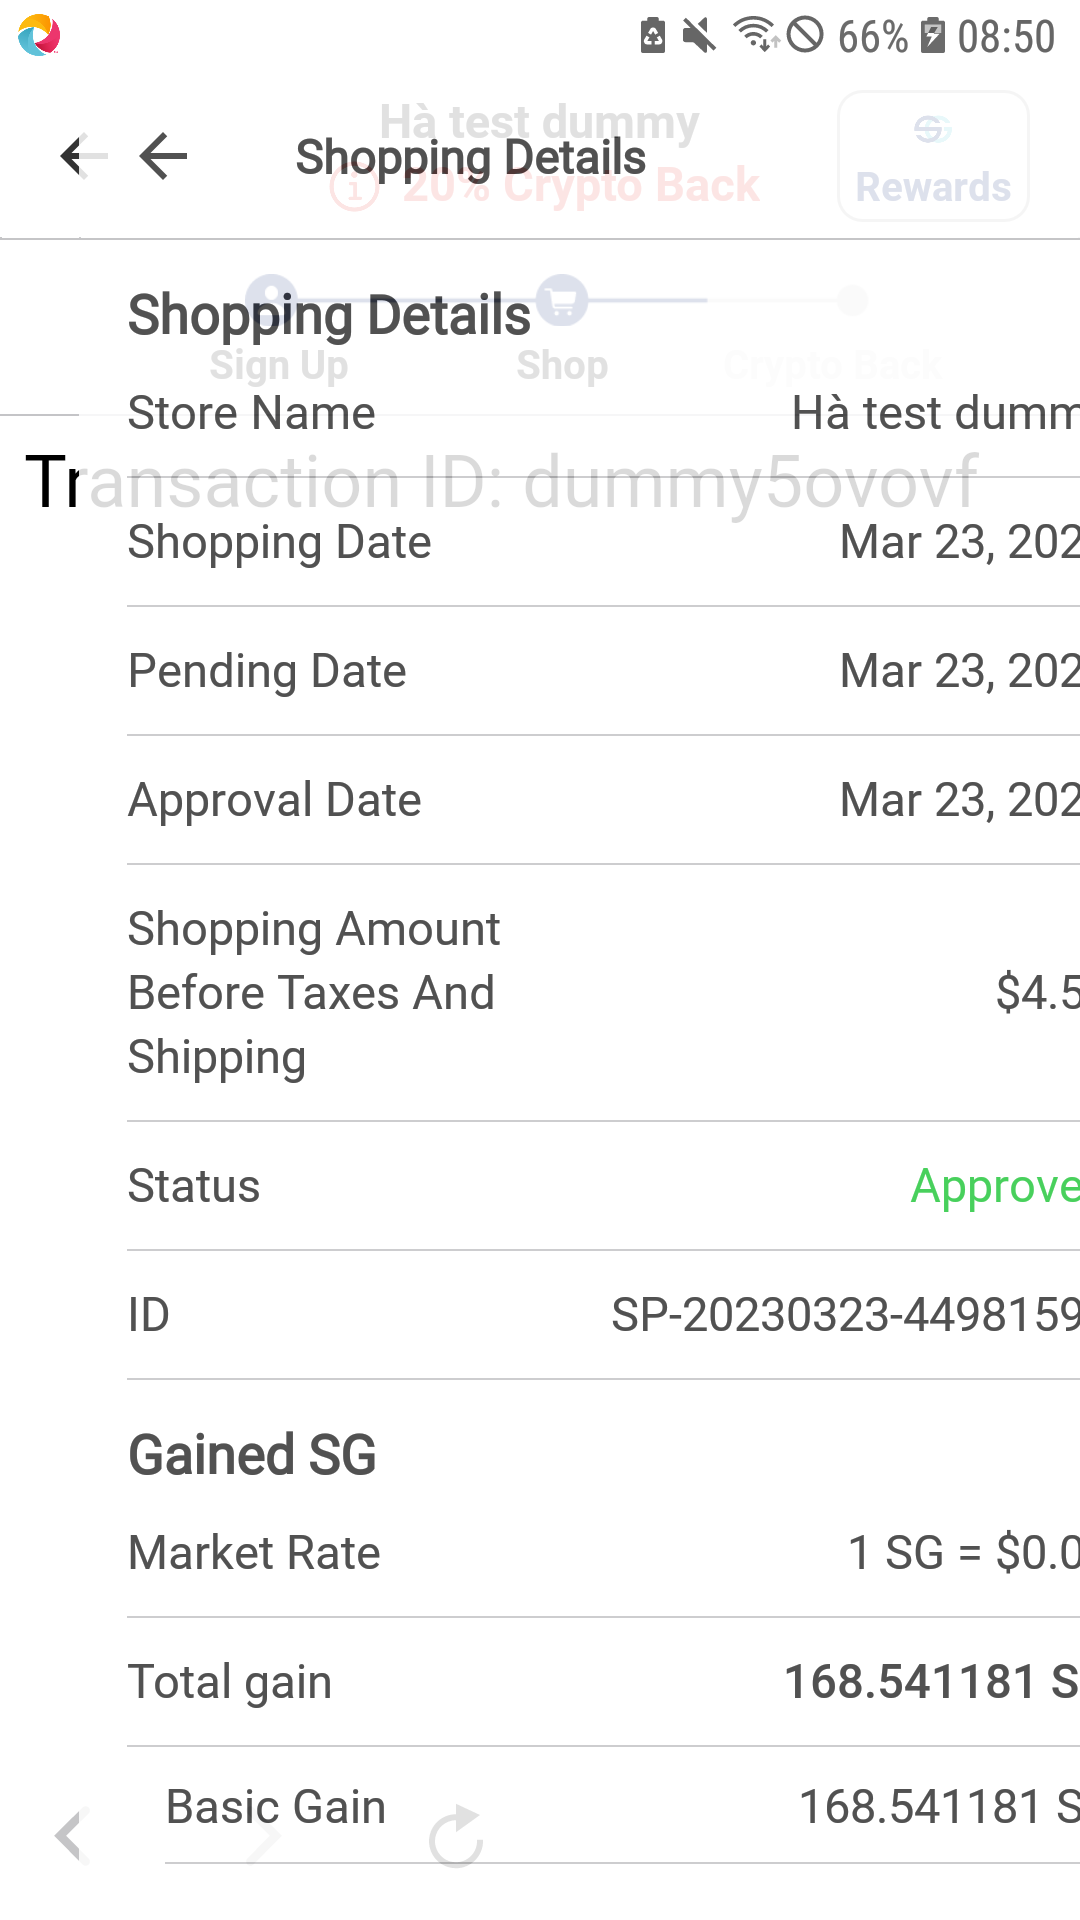 66% 08:50
Hà test dummy
Shopping Details
20% Crypto Back
Rewards
Shopping Details
Sign Up Shop Crypto Back
Store Name Hà test dumm
Transaction ID: dummy5ovovf
Shopping Date Mar 23, 202
Pending Date Mar 23, 202
Approval Date Mar 23, 202
Shopping Amount
Before Taxes And $4.5
Shipping
Status Approve
ID SP-20230323-4498159
Gained SG
Market Rate 1 SG = $0.0
Total gain 168.541181 S
Basic Gain 168.541181 S